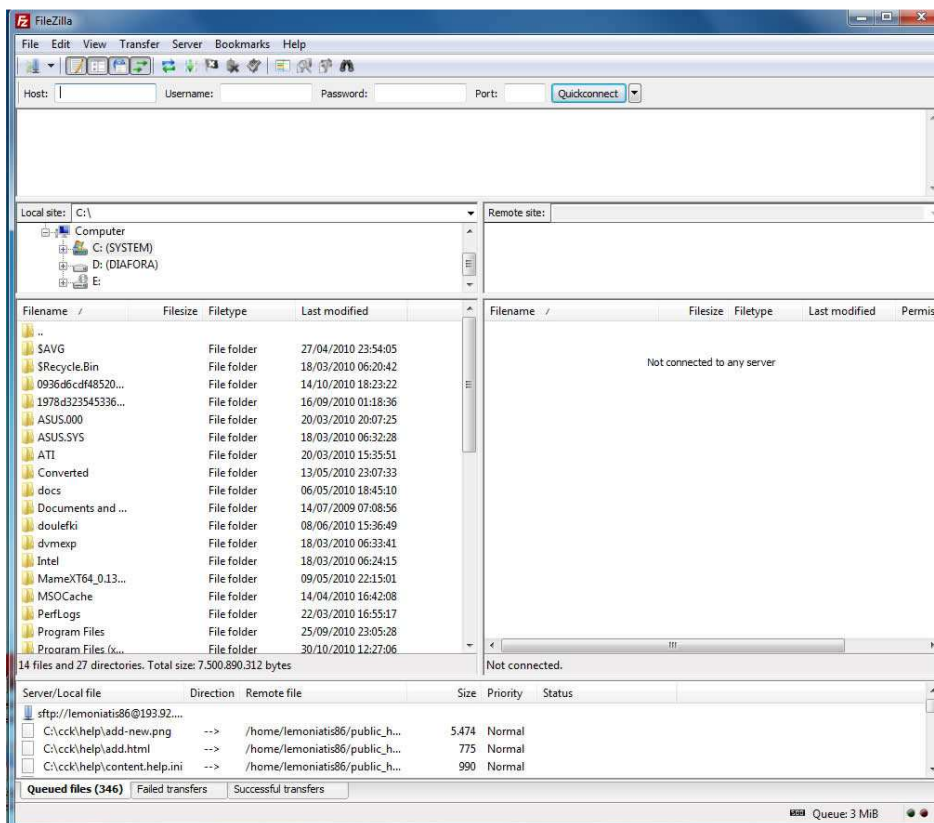 FileZilla
File Edit View Transfer Server Bookmarks Help
Host: Username: Password: Port: Quickconnect
Local site: C:\
Computer
C: (SYSTEM)
D: (DIAFORA)
E:
Remote site:
Filename / Filesize Filetype Last modified
..
$AVG File folder 27/04/2010 23:54:05
$Recycle.Bin File folder 18/03/2010 06:20:42
0936d6cdf48520... File folder 14/10/2010 18:23:22
1978d323545336... File folder 16/09/2010 01:18:36
ASUS.000 File folder 20/03/2010 20:07:25
ASUS.SYS File folder 18/03/2010 06:32:28
ATI File folder 20/03/2010 15:35:51
Converted File folder 13/05/2010 23:07:33
docs File folder 06/05/2010 18:45:10
Documents and ... File folder 14/07/2009 07:08:56
doulefki File folder 08/06/2010 15:36:49
dvmexp File folder 18/03/2010 06:33:41
Intel File folder 18/03/2010 06:24:15
MameXT64_0.13... File folder 09/05/2010 22:15:01
MSOCache File folder 14/04/2010 16:42:08
PerfLogs File folder 22/03/2010 16:55:17
Program Files File folder 25/09/2010 23:05:28
Program Files (x... File folder 30/10/2010 12:27:06
14 files and 27 directories. Total size: 7.500.890.312 bytes
Filename / Filesize Filetype Last modified Permis
Not connected to any server
Not connected.
Server/Local file Direction Remote file Size Priority Status
sftp://lemoniatis86@193.92....
C:\cck\help\add-new.png --> /home/lemoniatis86/public_h... 5.474 Normal
C:\cck\help\add.html --> /home/lemoniatis86/public_h... 775 Normal
C:\cck\help\content.help.ini --> /home/lemoniatis86/public_h... 990 Normal
Queued files (346) Failed transfers Successful transfers
Queue: 3 MiB